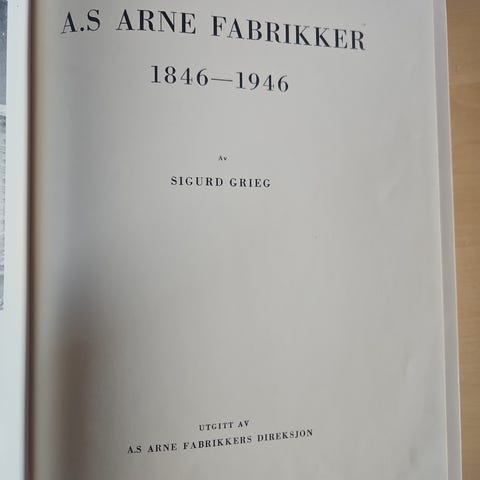 A.S ARNE FABRIKKER
1846—1946
Av
SIGURD GRIEG
UTGITT AV
A.S ARNE FABRIKKERS DIREKSJON